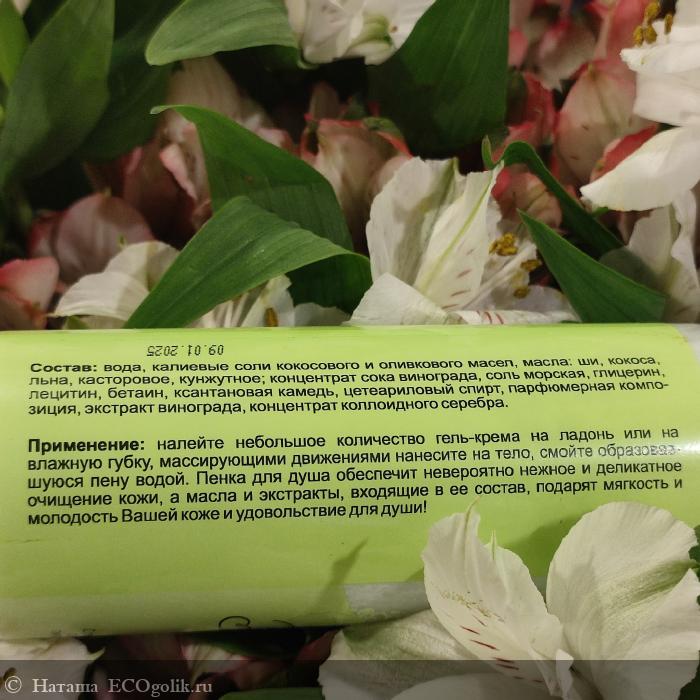 09.01.2025
Состав: вода, калиевые соли кокосового и оливкового масел, масла: ши, кокоса,
льна, касторовое, кунжутное; концентрат сока винограда, соль морская, глицерин,
лецитин, бетаин, ксантановая камедь, цетеариловый спирт, парфюмерная компо-
зиция, экстракт винограда, концентрат коллоидного серебра.
Применение: налейте небольшое количество гель-крема на ладонь или на
влажную губку, массирующими движениями нанесите на тело, смойте образовав-
шуюся пену водой. Пенка для душа обеспечит невероятно нежное и деликатное
очищение кожи, а масла и экстракты, входящие в ее состав, подарят мягкость и
молодость Вашей коже и удовольствие для души!
© Наташа ECOgolik.ru